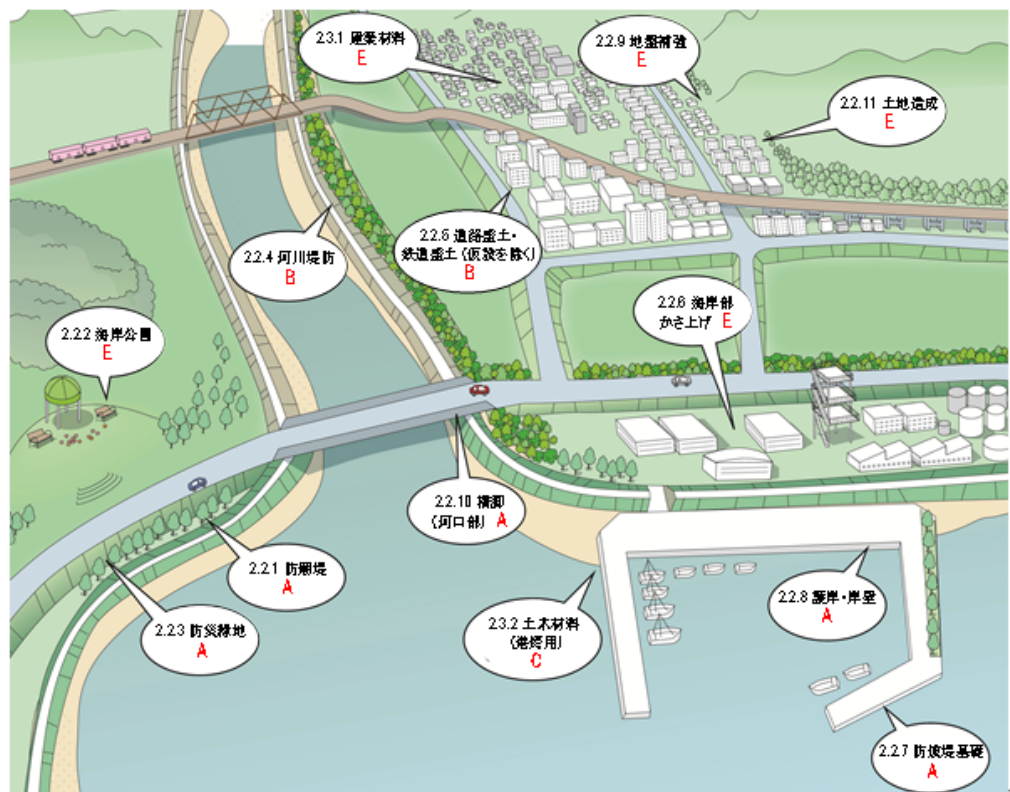 2.3.1 産業材料
E
2.2.9 地盤補強
E
2.2.11 土地造成
E
2.2.4 河川堤防
B
2.2.5 道路盛土・
鉄道盛土(仮設を除く)
B
2.2.6 海岸部
かさ上げ E
2.2.2 海岸公園
E
2.2.10 橋脚
(河口部) A
2.2.1 防潮堤
A
2.2.3 防災緑地
A
2.3.2 土木材料
(港湾用)
C
2.2.8 護岸・岸壁
A
2.2.7 防波堤基礎
A